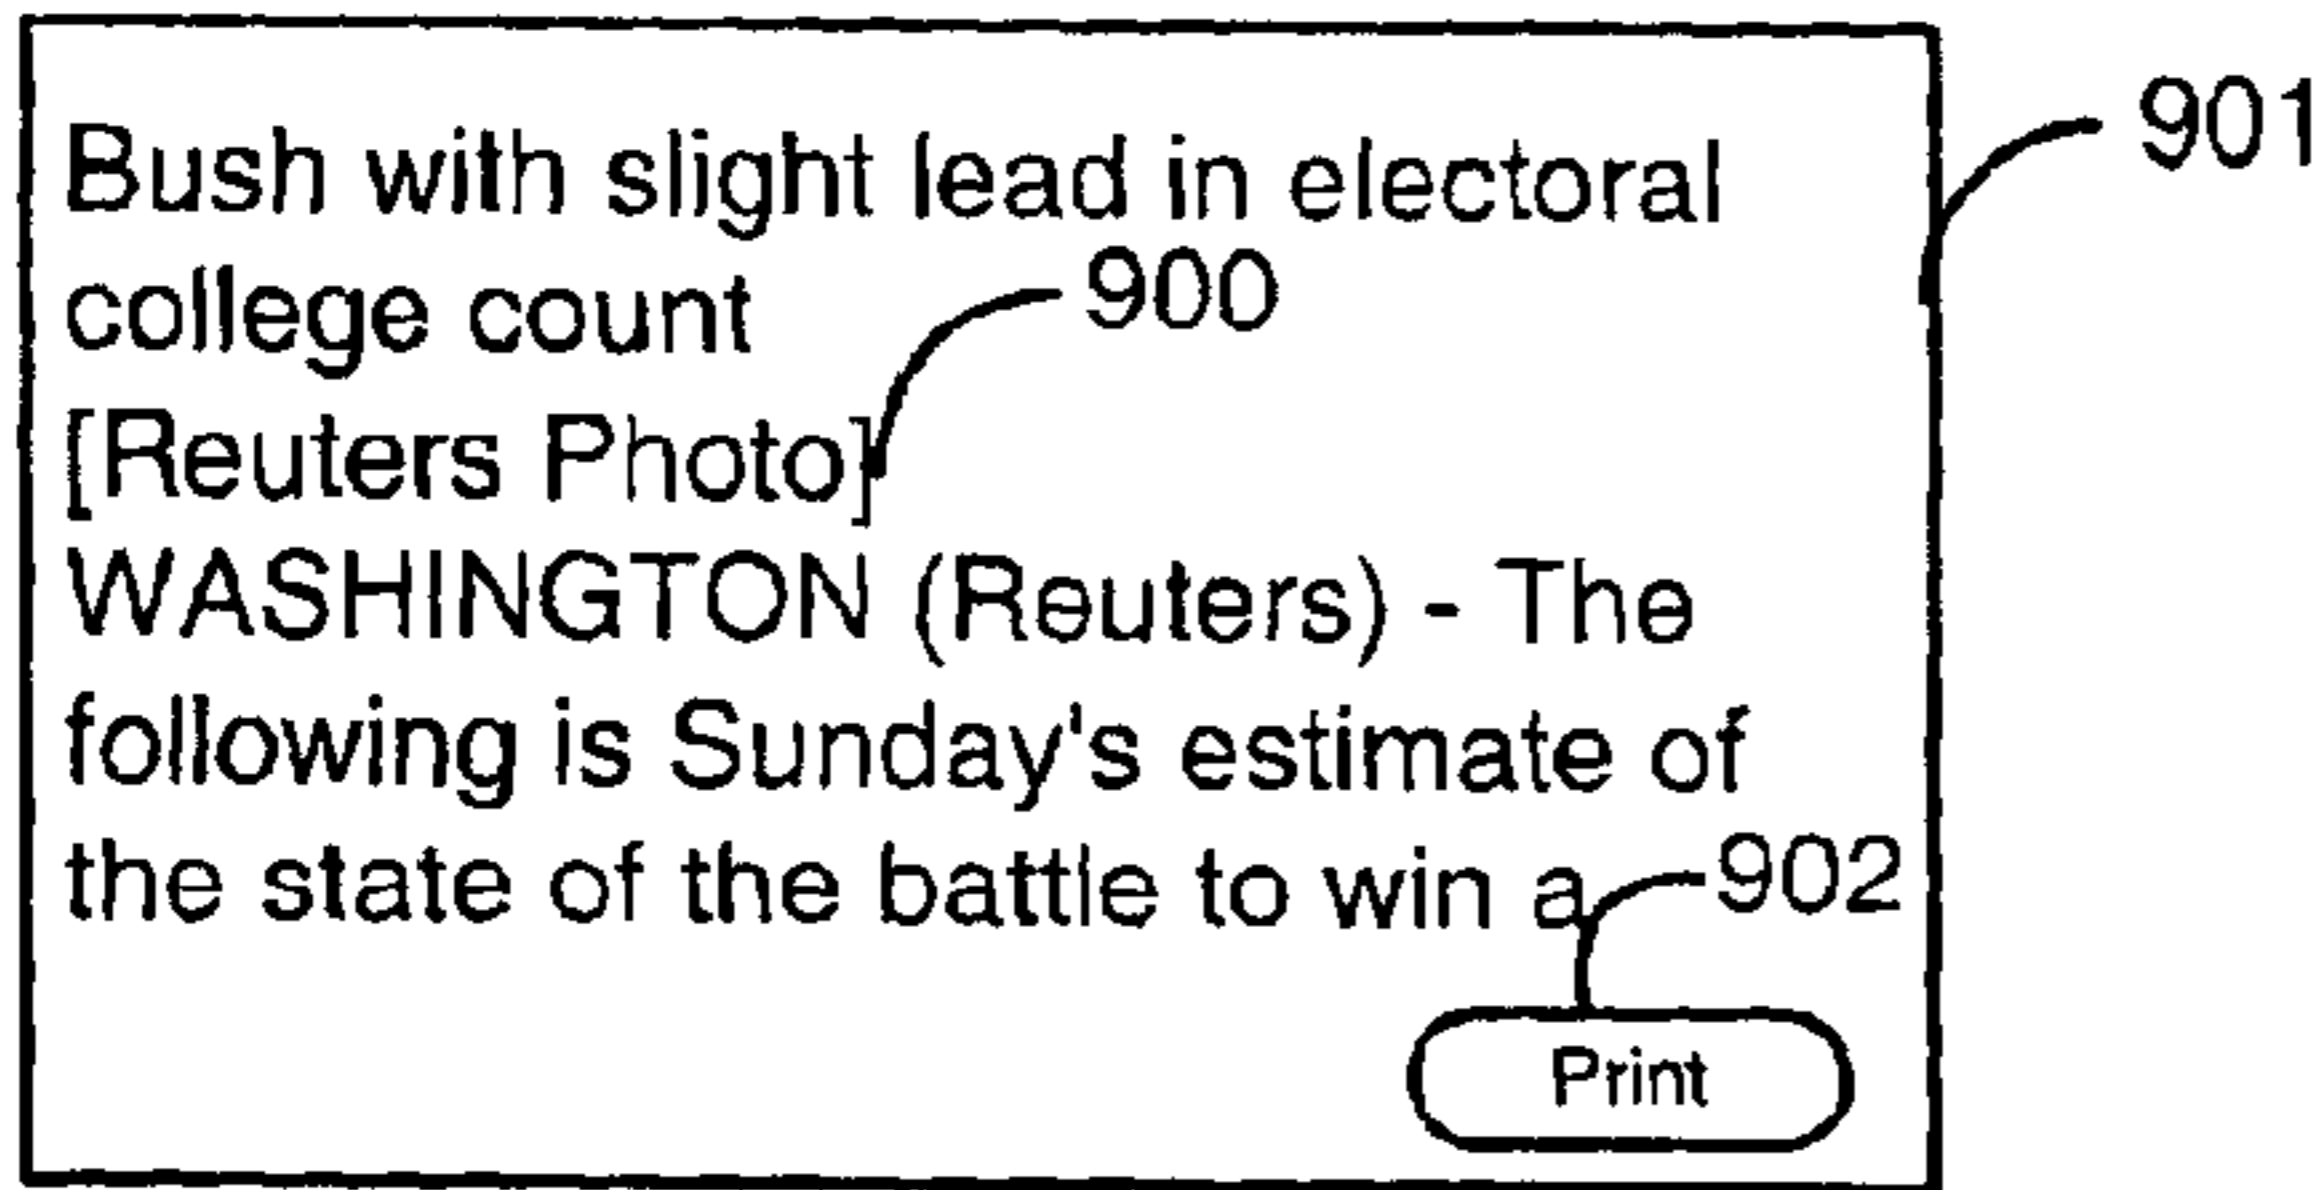 Bush with slight lead in electoral
901
college count
900
[Reuters Photo]
WASHINGTON (Reuters) - The
following is Sunday's estimate of
the state of the battle to win a
902
Print